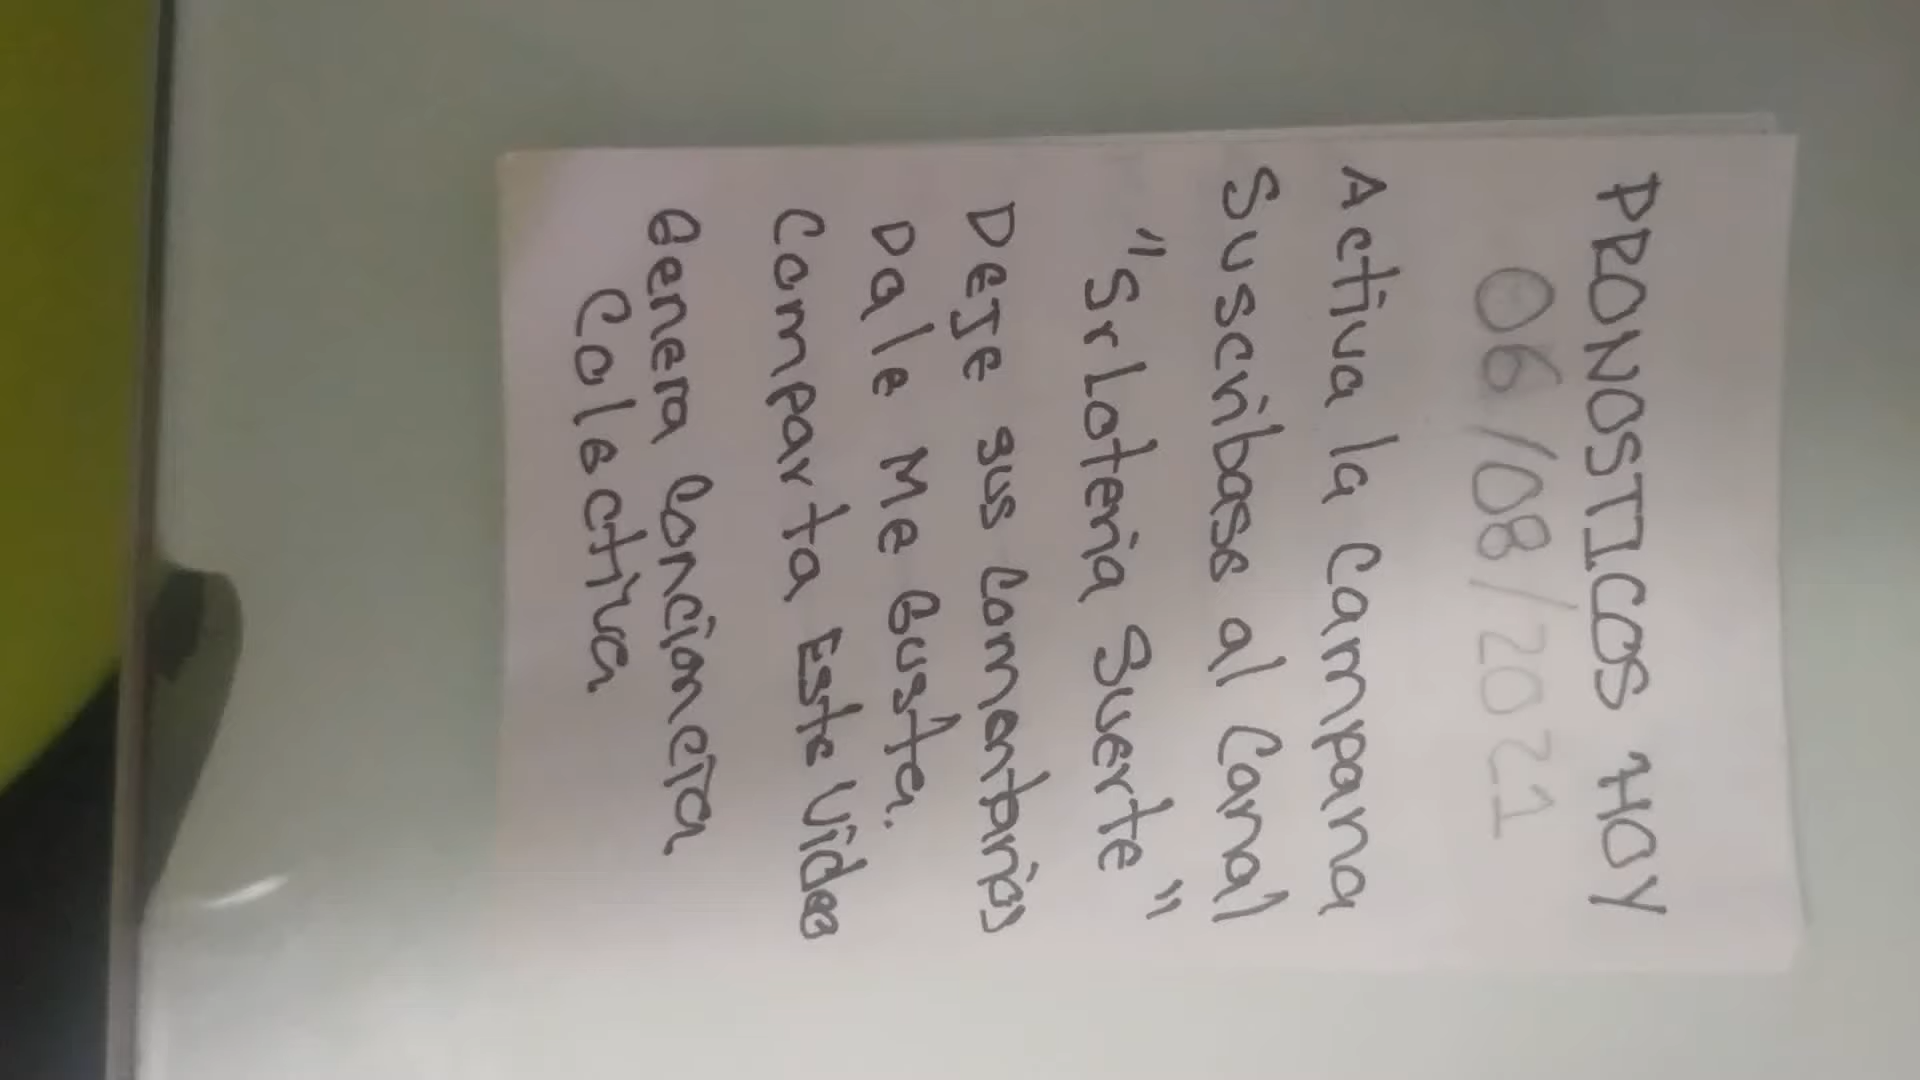 PRONOSTICOS HOY
06/08/2021
Activa la Campana
Suscribase al Canal
"Sr Loteria Suerte"
DEJe sus Comentarios
Dale Me Gusta.
Comparta Este Video
Genera Conciencia
Colectiva